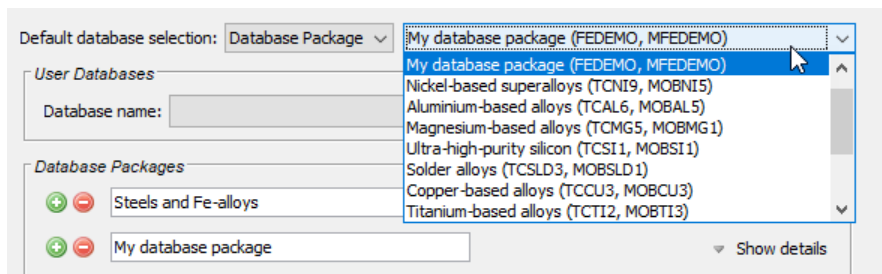 Default database selection: Database Package My database package (FEDEMO, MFEDEMO)
My database package (FEDEMO, MFEDEMO)
User Databases
Nickel-based superalloys (TCNI9, MOBNI5)
Database name:
Aluminium-based alloys (TCAL6, MOBAL5)
Magnesium-based alloys (TCMG5, MOBMG1)
Ultra-high-purity silicon (TCSI1, MOBSI1)
Database Packages
Solder alloys (TCSLD3, MOBSLD1)
Steels and Fe-alloys
Copper-based alloys (TCCU3, MOBCU3)
Titanium-based alloys (TCTI2, MOBTI3)
My database package
Show details